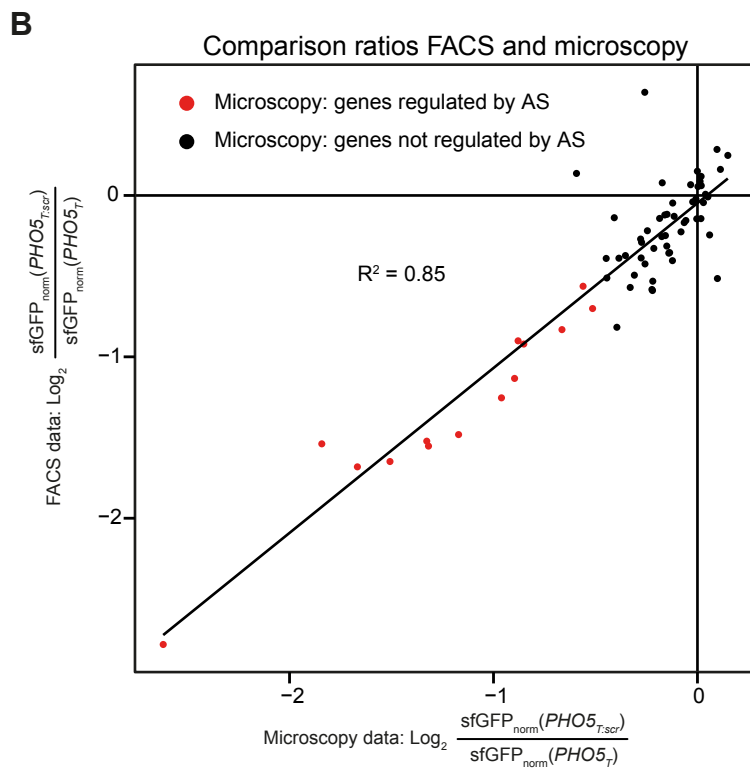 B
Comparison ratios FACS and microscopy
Microscopy: genes regulated by AS
Microscopy: genes not regulated by AS
R² = 0.85
0
−1
−2
FACS data: Log₂ sfGFPnorm(PHO5T:scr)
sfGFPnorm(PHO5T)
−2
−1
0
Microscopy data: Log₂ sfGFPnorm(PHO5T:scr)
sfGFPnorm(PHO5T)